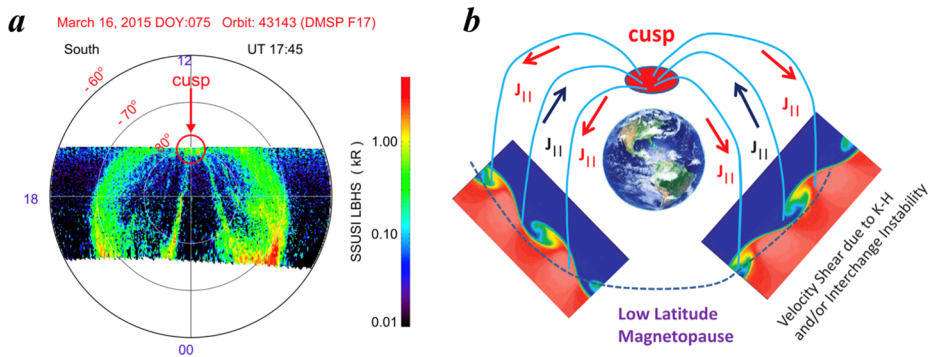 a
March 16, 2015 DOY:075 Orbit: 43143 (DMSP F17)
South
UT 17:45
12
cusp
- 60°
- 70°
- 80°
18
00
1.00
0.10
0.01
SSUSI LBHS ( kR )
b
cusp
J||
J||
J||
J||
J||
J||
Low Latitude
Magnetopause
Velocity Shear due to K-H
and/or Interchange Instability